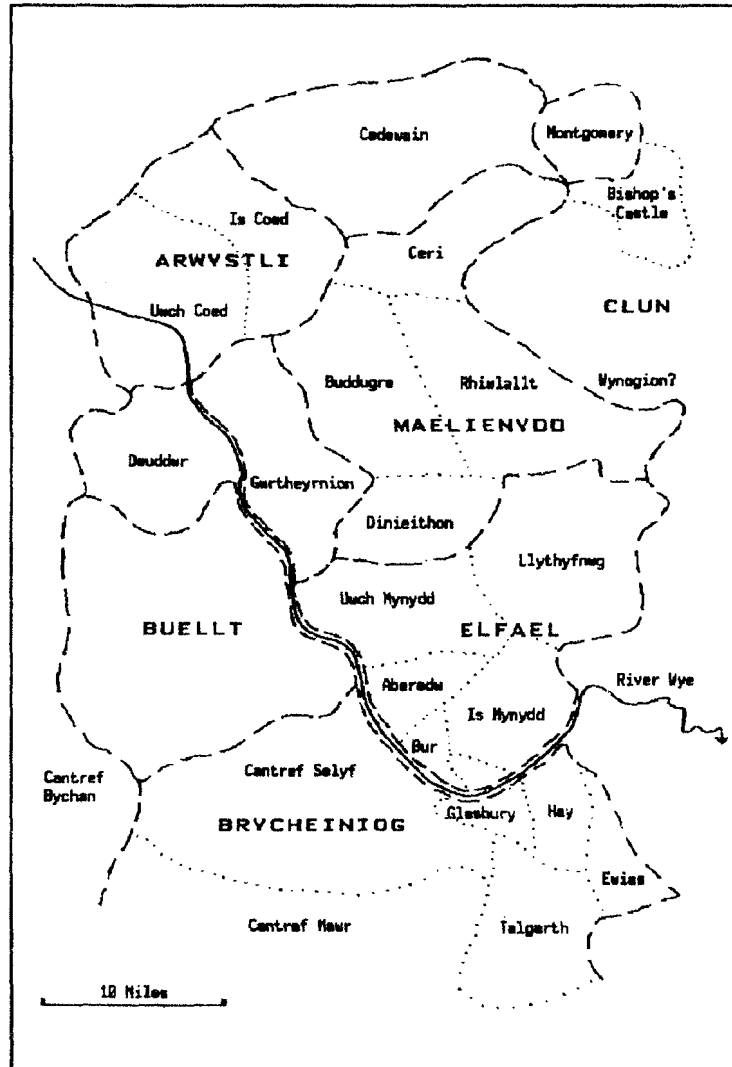 Cedewain
Montgomery
Bishop's
Castle
Is Coed
ARWYSTLI
Ceri
CLUN
Uwch Coed
Buddugre
Rhiwlallt
Wynogion?
MAELIENYDD
Deuddwr
Gwrtheyrnion
Dinieithon
Llythyfnwg
Uwch Mynydd
BUELLT
ELFAEL
Aberedw
River Wye
Is Mynydd
Bur
Cantref Selyf
Cantref
Bychan
Glasbury
Hay
BRYCHEINIOG
Ewias
Cantref Mawr
Talgarth
10 Miles